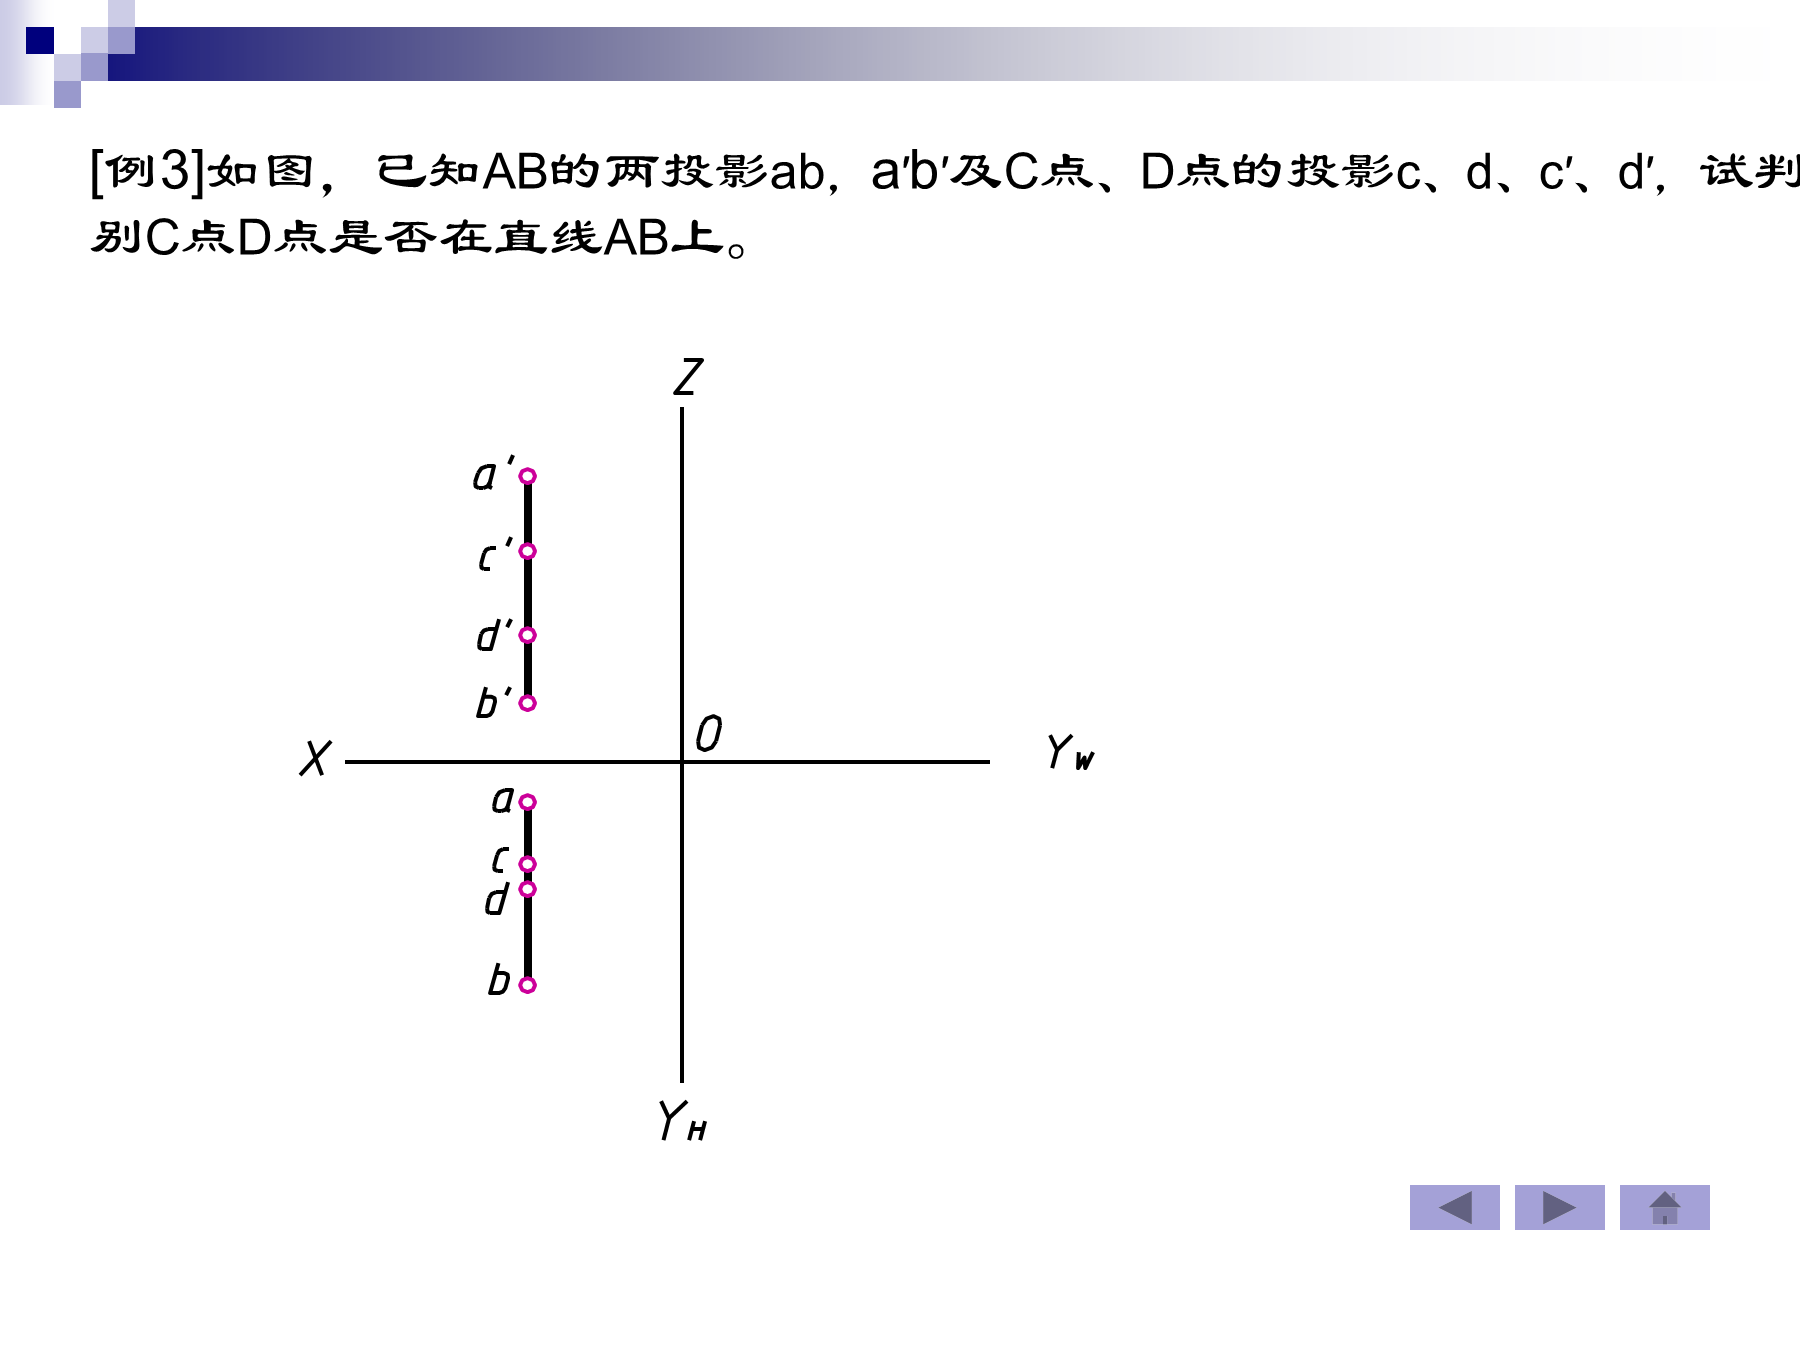 [例3]如图，已知AB的两投影ab，a′b′及C点、D点的投影c、d、c′、d′，试判
别C点D点是否在直线AB上。
Z
a′
c′
d′
b′
O
X
YW
a
c
d
b
YH